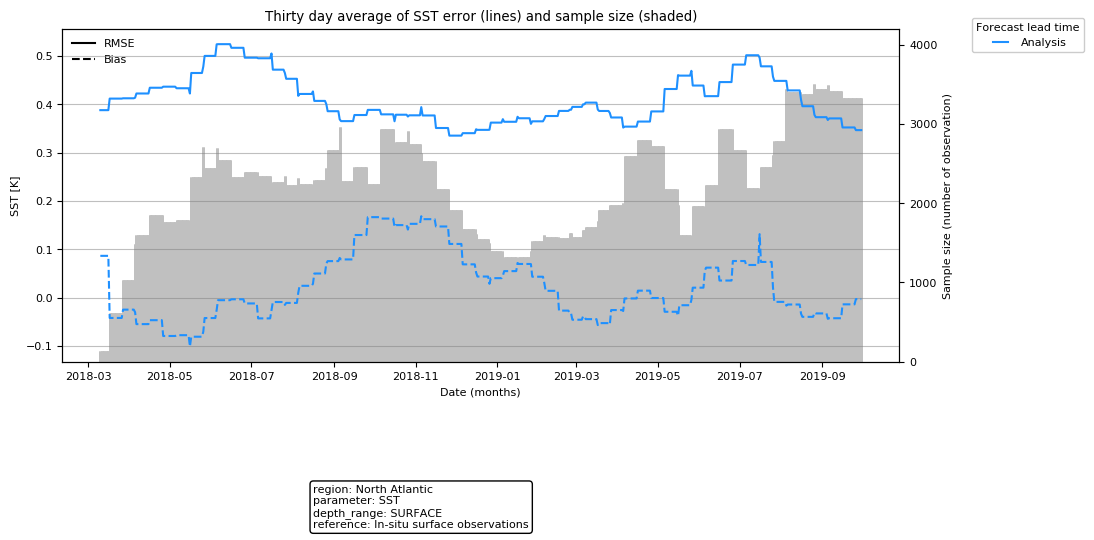 Thirty day average of SST error (lines) and sample size (shaded)
RMSE
Bias
Forecast lead time
Analysis
SST [K]
0.5
0.4
0.3
0.2
0.1
0.0
−0.1
4000
3000
2000
1000
0
Sample size (number of observation)
2018-03 2018-05 2018-07 2018-09 2018-11 2019-01 2019-03 2019-05 2019-07 2019-09
Date (months)
region: North Atlantic
parameter: SST
depth_range: SURFACE
reference: In-situ surface observations